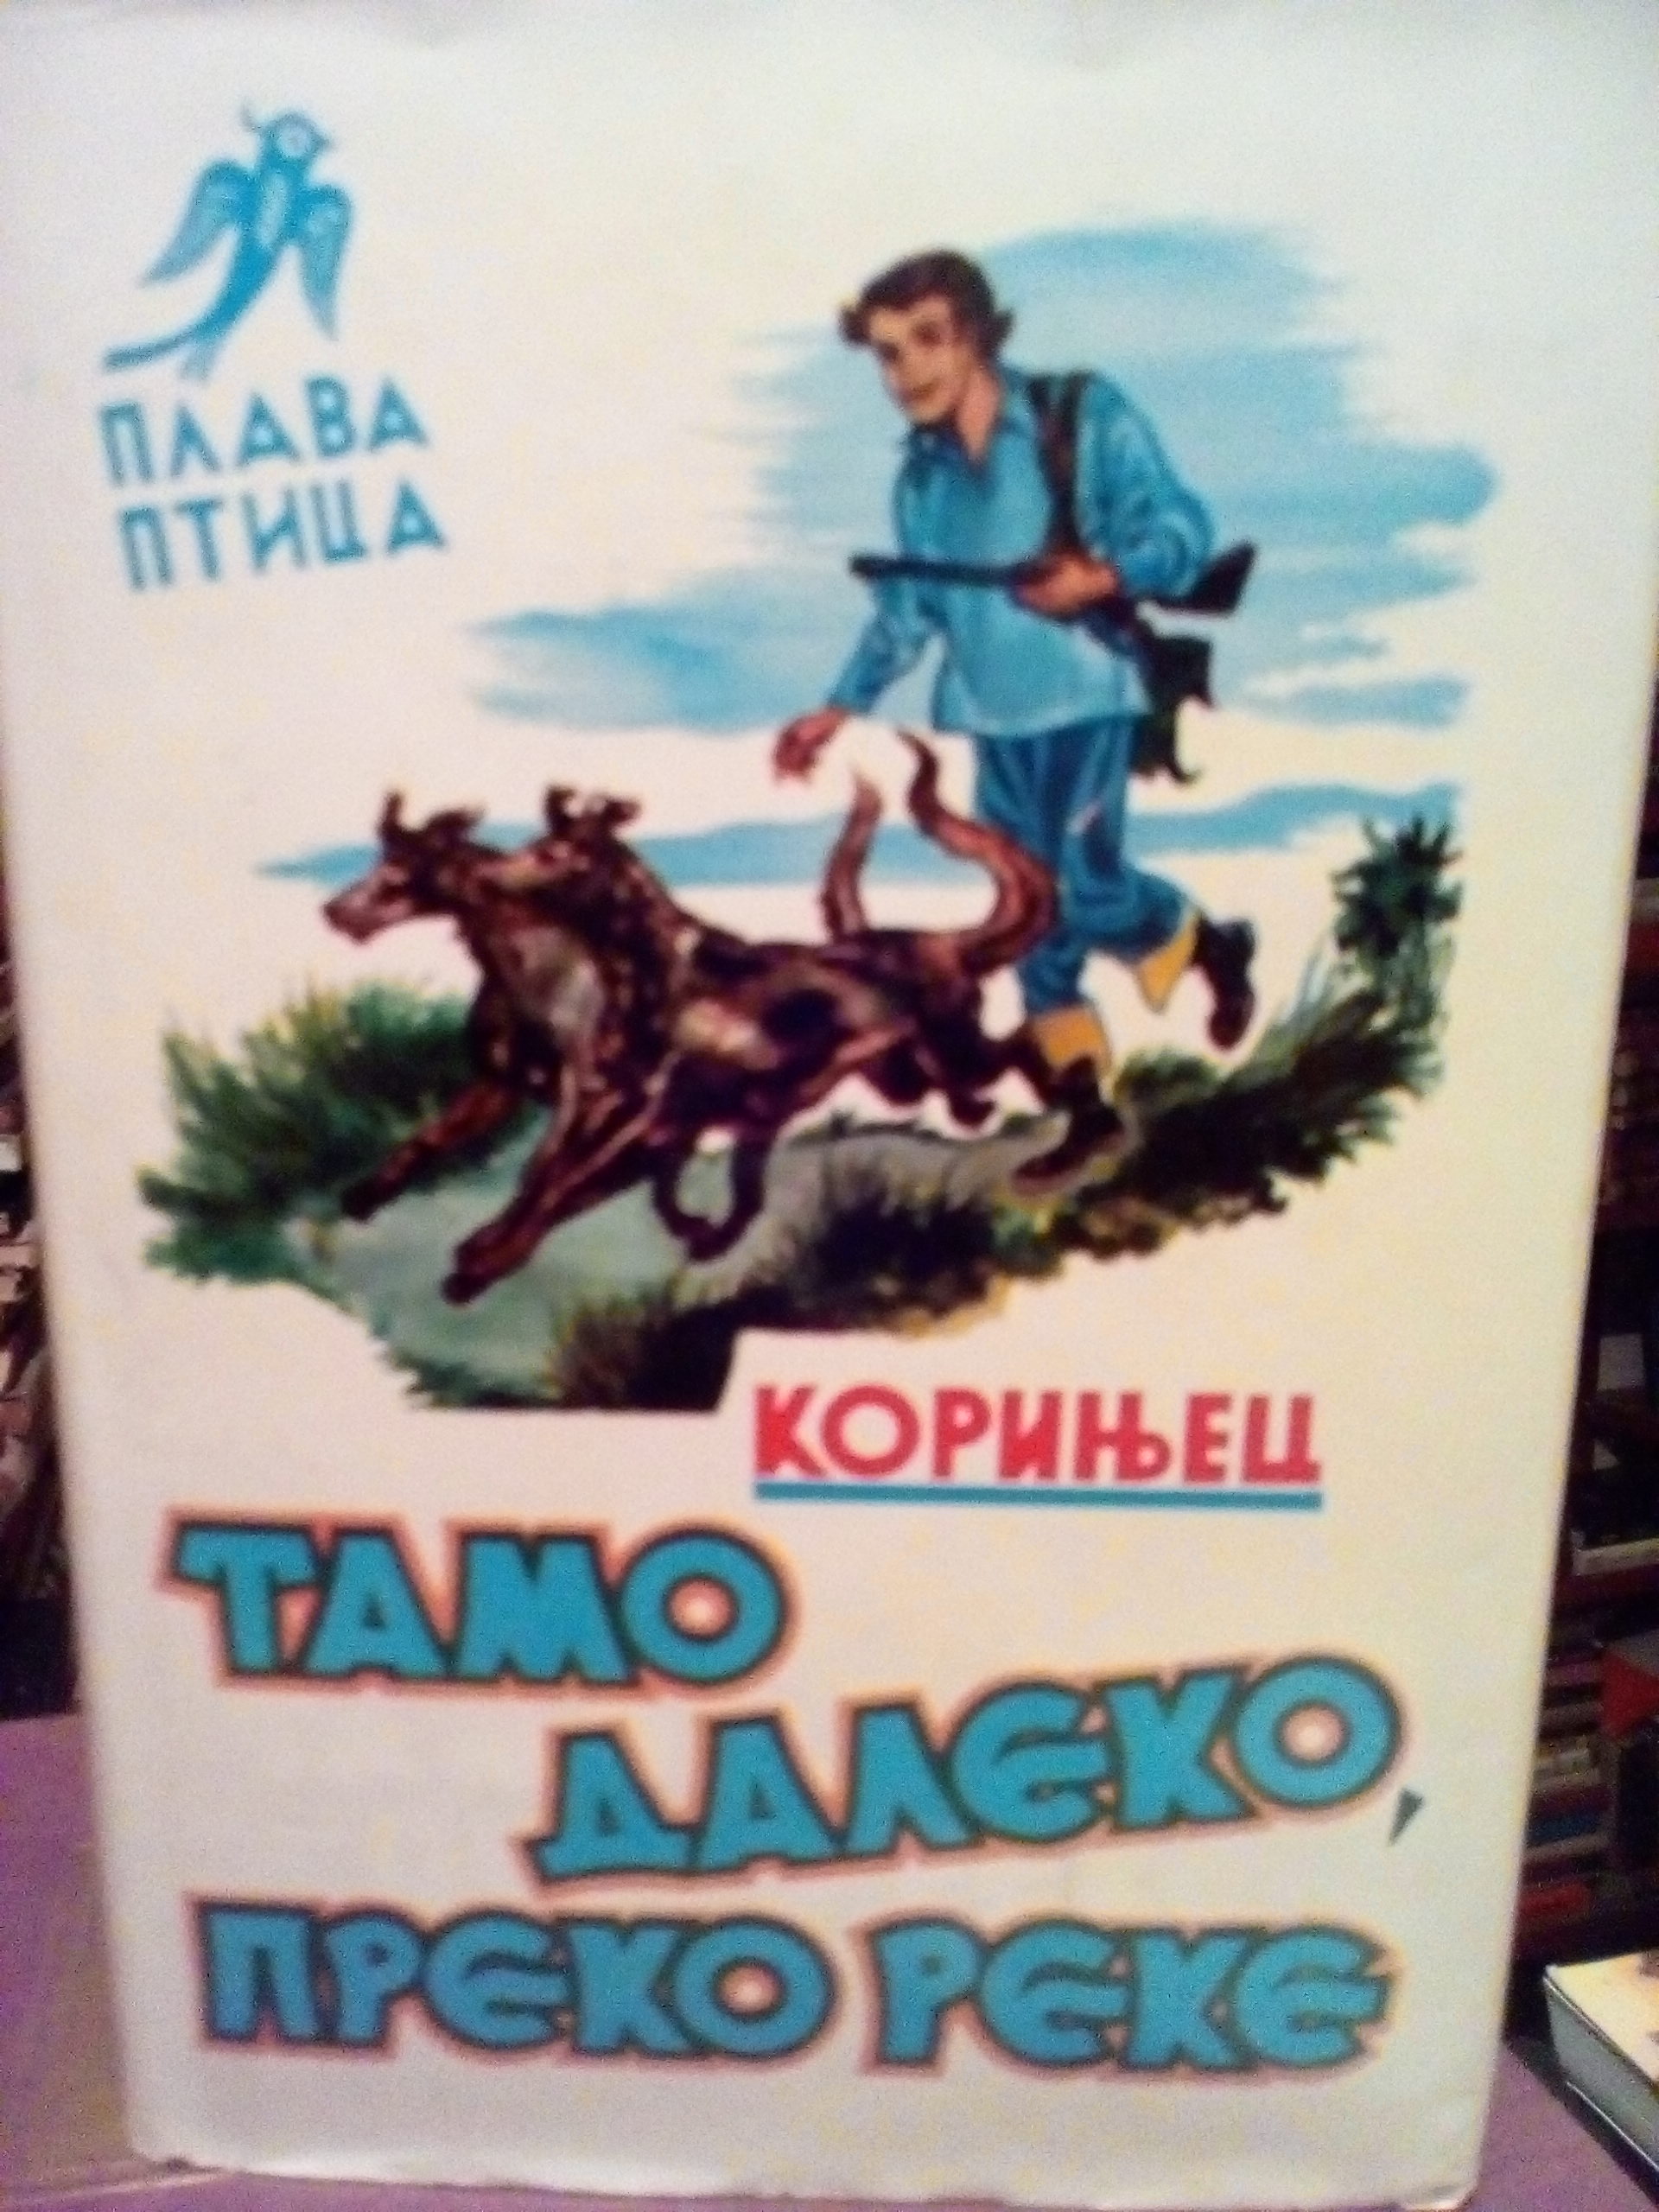 ПЛАВА
ПТИЦА
КОРИЊЕЦ
ТАМО
ДАЛЕКО,
ПРЕКО РЕКЕ